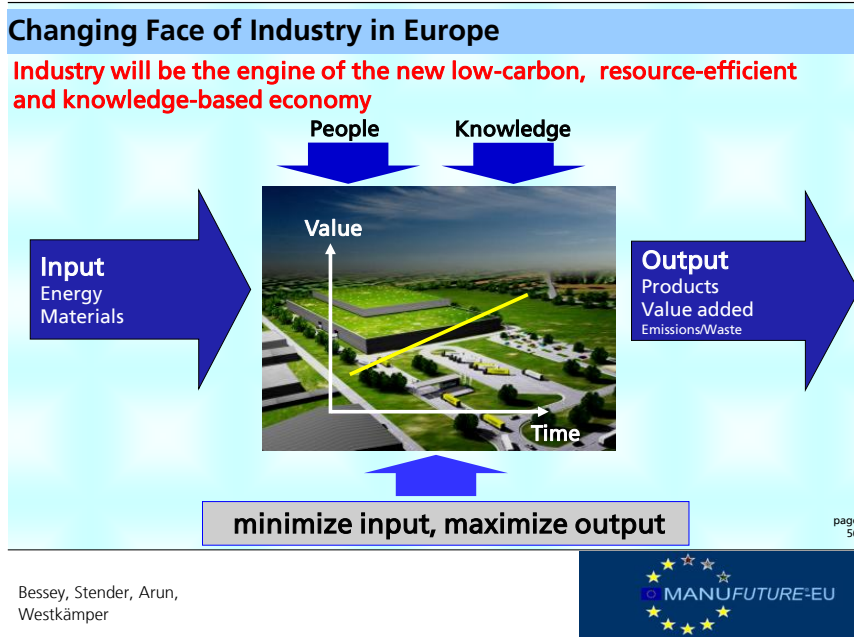 Changing Face of Industry in Europe
Industry will be the engine of the new low-carbon, resource-efficient
and knowledge-based economy
People
Knowledge
Value
Input
Energy
Materials
Output
Products
Value added
Emissions/Waste
Time
minimize input, maximize output
Bessey, Stender, Arun,
Westkämper
MANUFUTURE-EU